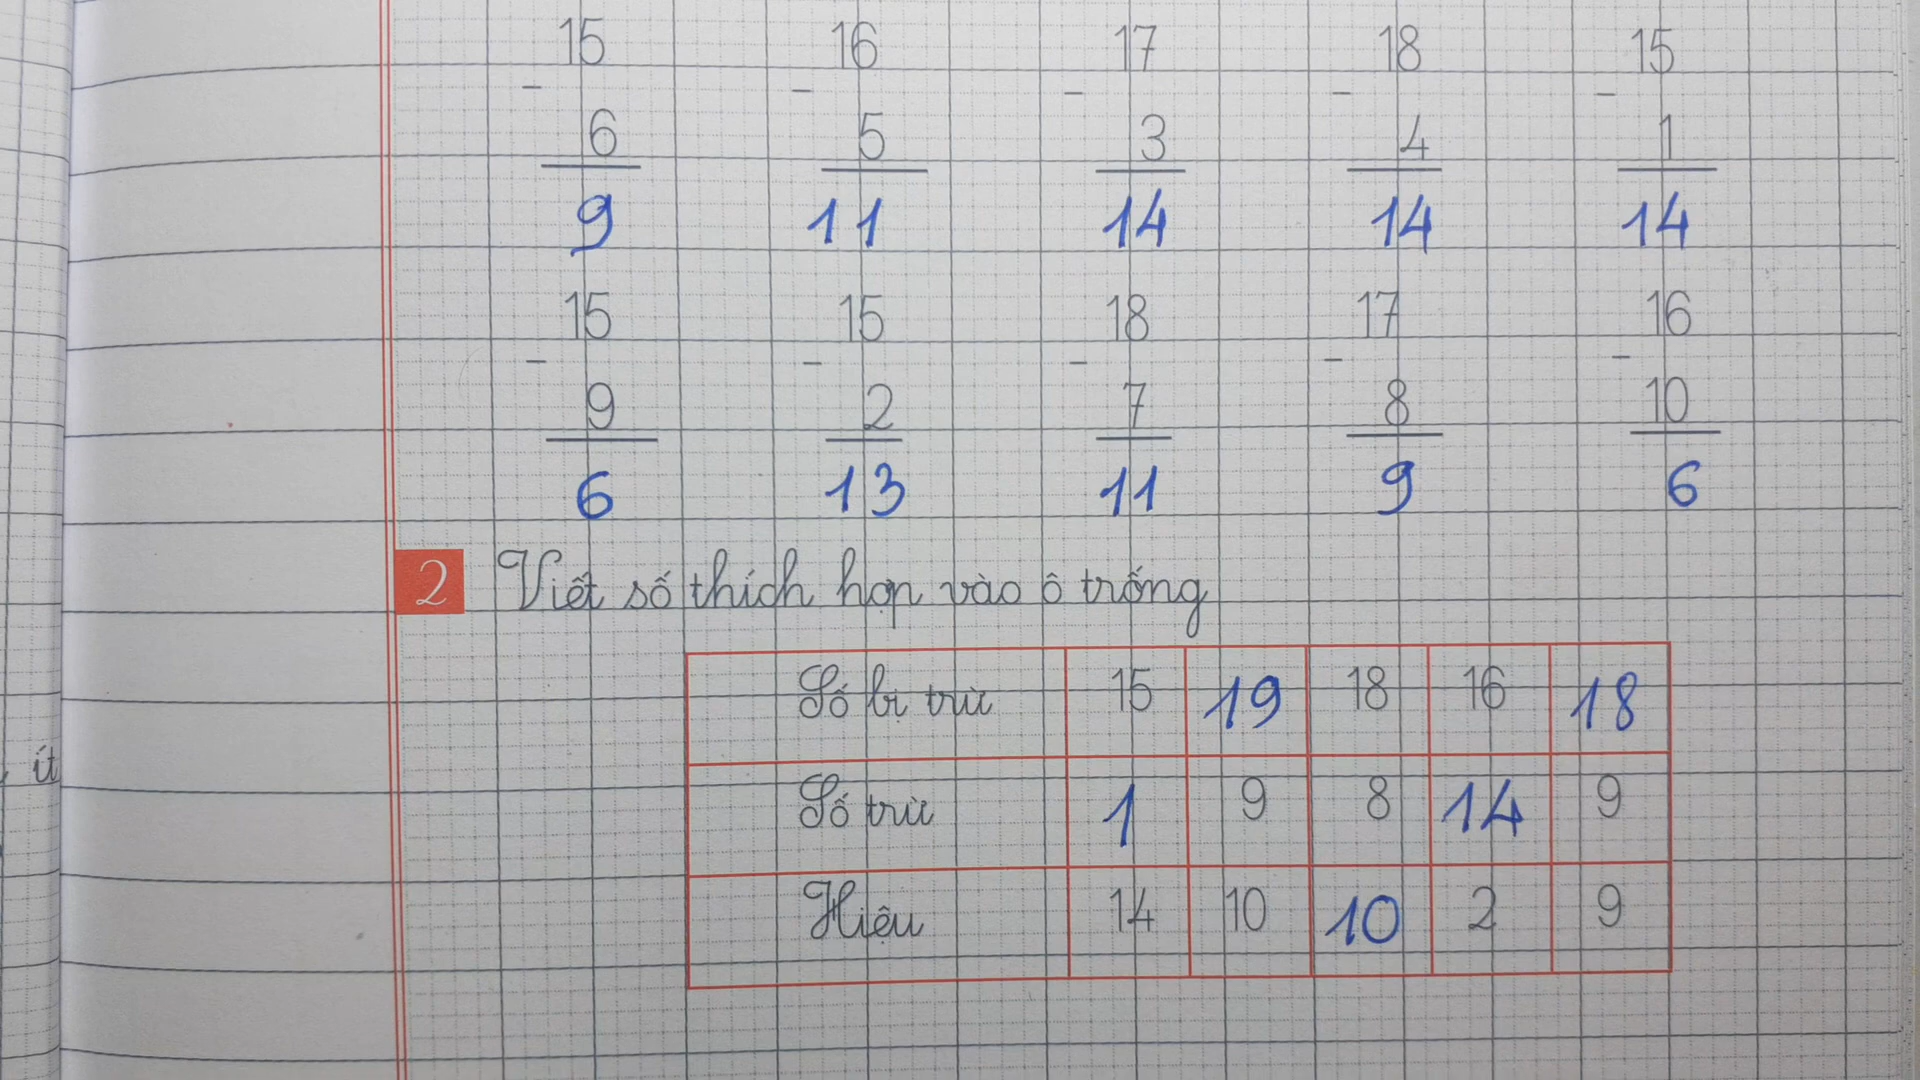 15 16 17 18 15
- - - - -
6 5 3 4 1
9 11 14 14 14
15 15 18 17 16
- - - - -
9 2 7 8 10
6 13 11 9 6
2 Viết số thích hợp vào ô trống
Số bị trừ 15 19 18 16 18
ít
Số trừ 1 9 8 14 9
Hiệu 14 10 10 2 9